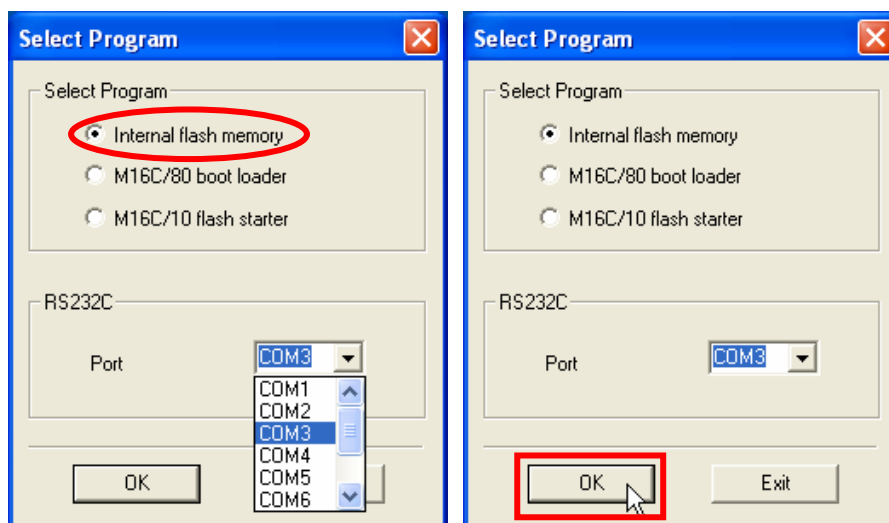 Select Program
Select Program
Internal flash memory
M16C/80 boot loader
M16C/10 flash starter
RS232C
Port
COM3
COM1
COM2
COM3
COM4
COM5
COM6
OK
Select Program
Select Program
Internal flash memory
M16C/80 boot loader
M16C/10 flash starter
RS232C
Port
COM3
OK
Exit